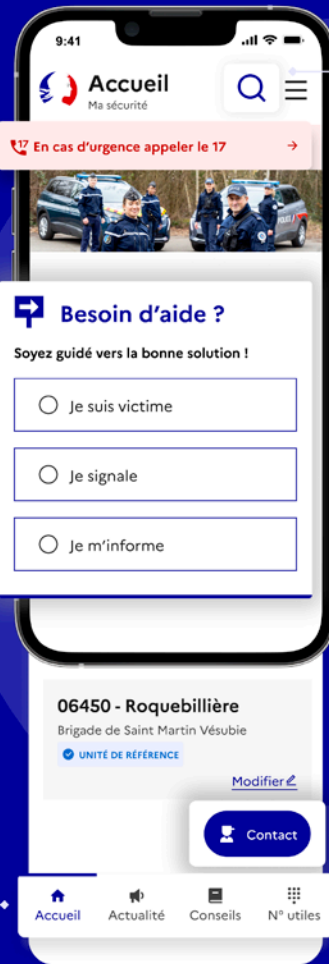 9:41
Accueil
Ma sécurité
17 En cas d'urgence appeler le 17 →
Besoin d'aide ?
Soyez guidé vers la bonne solution !
Je suis victime
Je signale
Je m'informe
06450 - Roquebillière
Brigade de Saint Martin Vésubie
UNITÉ DE RÉFÉRENCE
Modifier
Contact
Accueil Actualité Conseils N° utiles